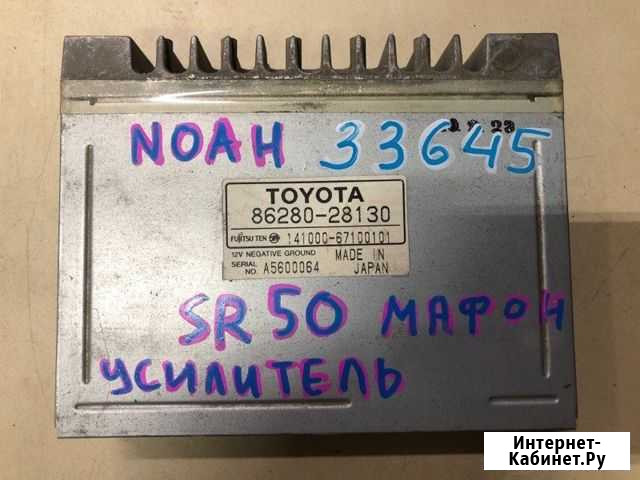 NOAH 33645
TOYOTA
86280-28130
FUJITSU TEN 141000-67100101
12V NEGATIVE GROUND MADE IN
SERIAL NO. A5600064 JAPAN
SR50 МАФОН
УСИЛИТЕЛЬ
Интернет-
Кабинет.Ру